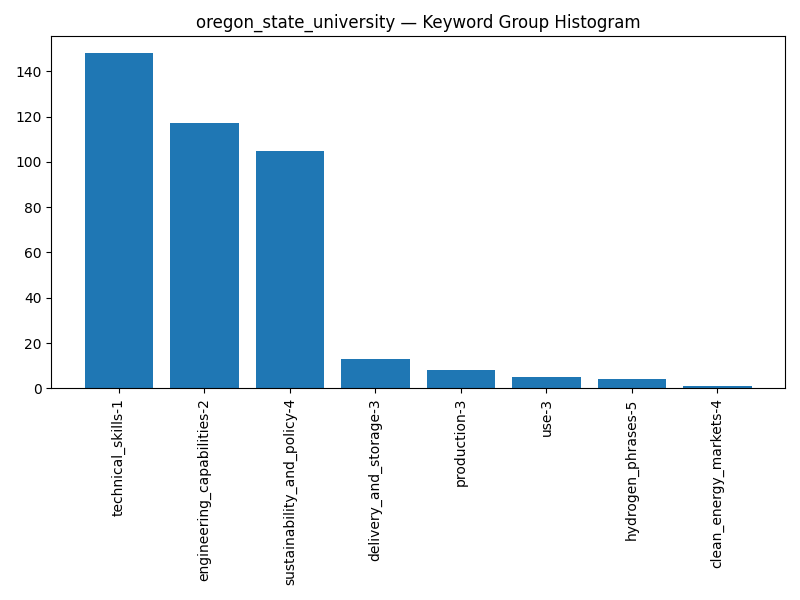 oregon_state_university — Keyword Group Histogram
140
120
100
80
60
40
20
0
technical_skills-1
engineering_capabilities-2
sustainability_and_policy-4
delivery_and_storage-3
production-3
use-3
hydrogen_phrases-5
clean_energy_markets-4